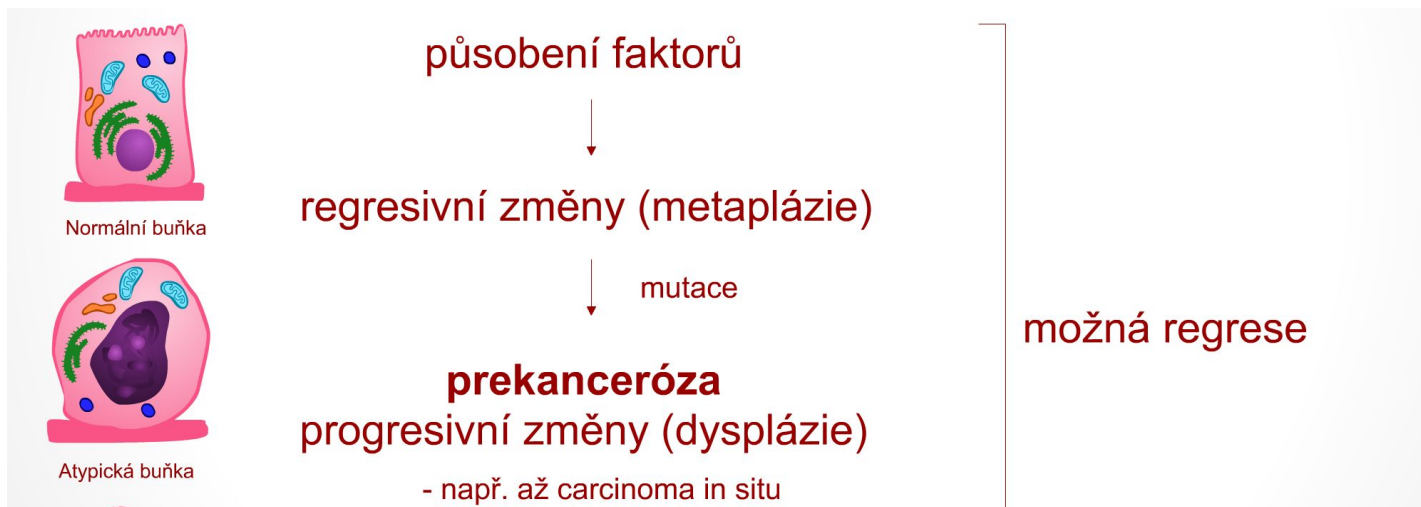 působení faktorů
regresivní změny (metaplázie)
Normální buňka
mutace
možná regrese
prekanceróza
progresivní změny (dysplázie)
Atypická buňka
- např. až carcinoma in situ